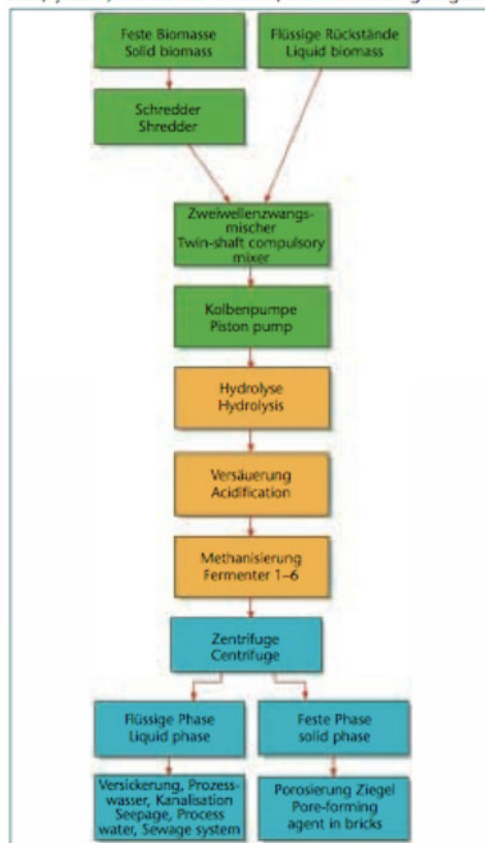 Feste Biomasse
Solid biomass
Flüssige Rückstände
Liquid biomass
Schredder
Shredder
Zweiwellenzwangs-
mischer
Twin-shaft compulsory
mixer
Kolbenpumpe
Piston pump
Hydrolyse
Hydrolysis
Versäuerung
Acidification
Methanisierung
Fermenter 1–6
Zentrifuge
Centrifuge
Flüssige Phase
Liquid phase
Feste Phase
solid phase
Versickerung, Prozess-
wasser, Kanalisation
Seepage, Process
water, Sewage system
Porosierung Ziegel
Pore-forming
agent in bricks